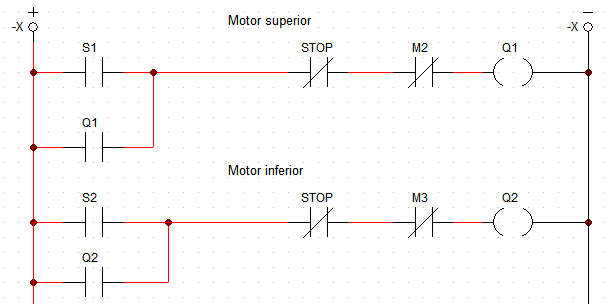 + −
-X Motor superior -X
S1 STOP M2 Q1
Q1
Motor inferior
S2 STOP M3 Q2
Q2